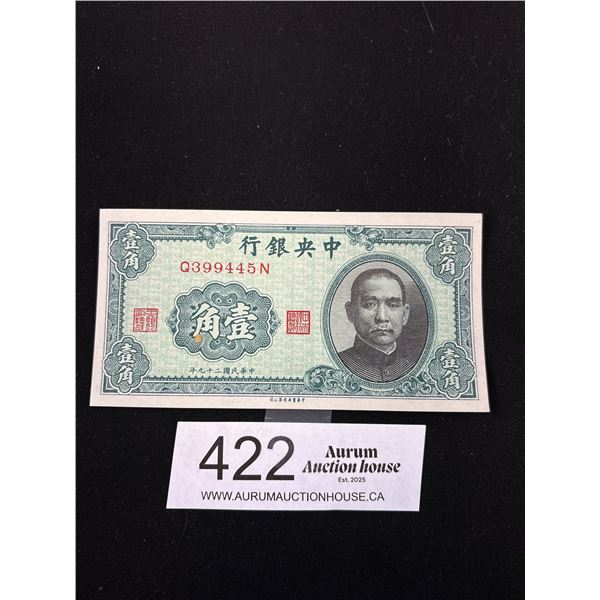 中央銀行
Q399445N
壹角
壹角
壹角
壹角
壹角
中華民國二十九年
422
Aurum
Auction house
Est. 2025
WWW.AURUMAUCTIONHOUSE.CA